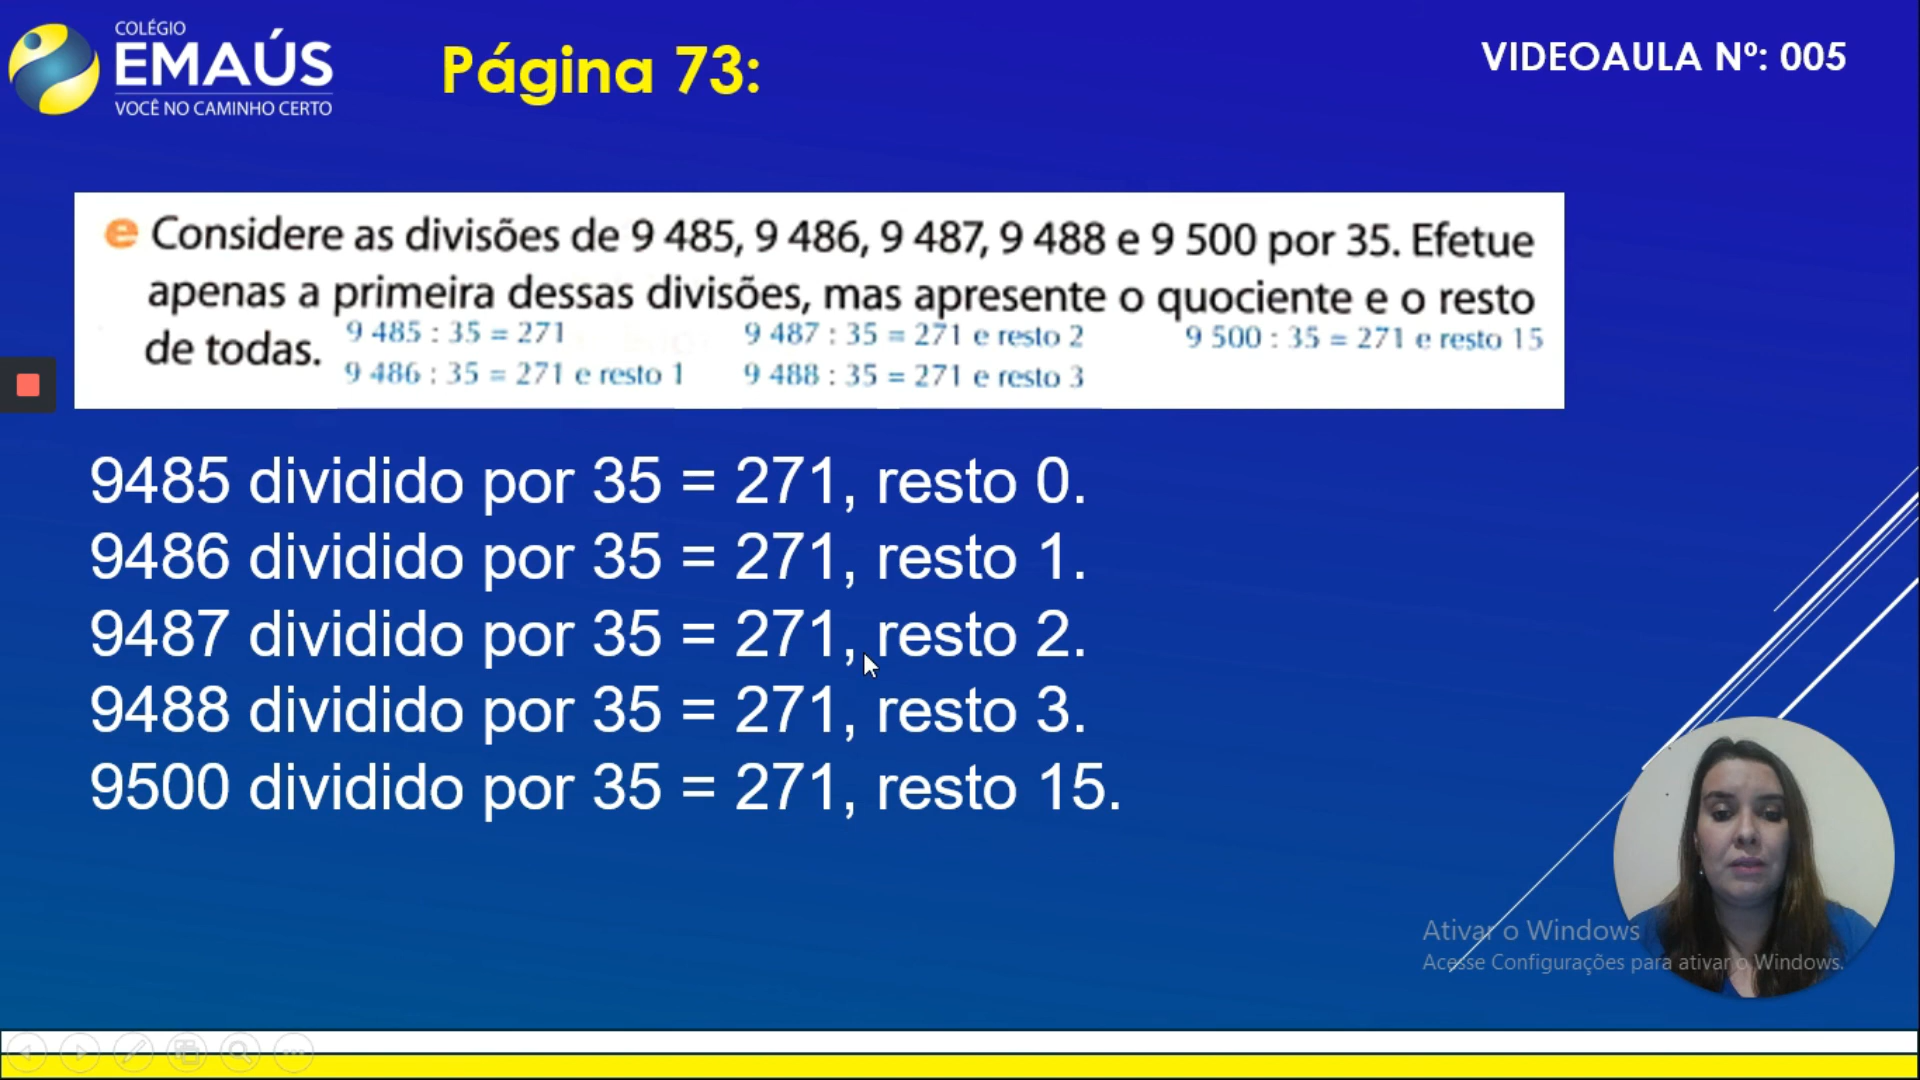 COLÉGIO
EMAÚS
VOCÊ NO CAMINHO CERTO
Página 73:
VIDEOAULA Nº: 005
e Considere as divisões de 9 485, 9 486, 9 487, 9 488 e 9 500 por 35. Efetue
apenas a primeira dessas divisões, mas apresente o quociente e o resto
de todas.
9 485 : 35 = 271 9 487 : 35 = 271 e resto 2 9 500 : 35 = 271 e resto 15
9 486 : 35 = 271 e resto 1 9 488 : 35 = 271 e resto 3
9485 dividido por 35 = 271, resto 0.
9486 dividido por 35 = 271, resto 1.
9487 dividido por 35 = 271, resto 2.
9488 dividido por 35 = 271, resto 3.
9500 dividido por 35 = 271, resto 15.
Ativar o Windows
Acesse Configurações para ativar o Windows.